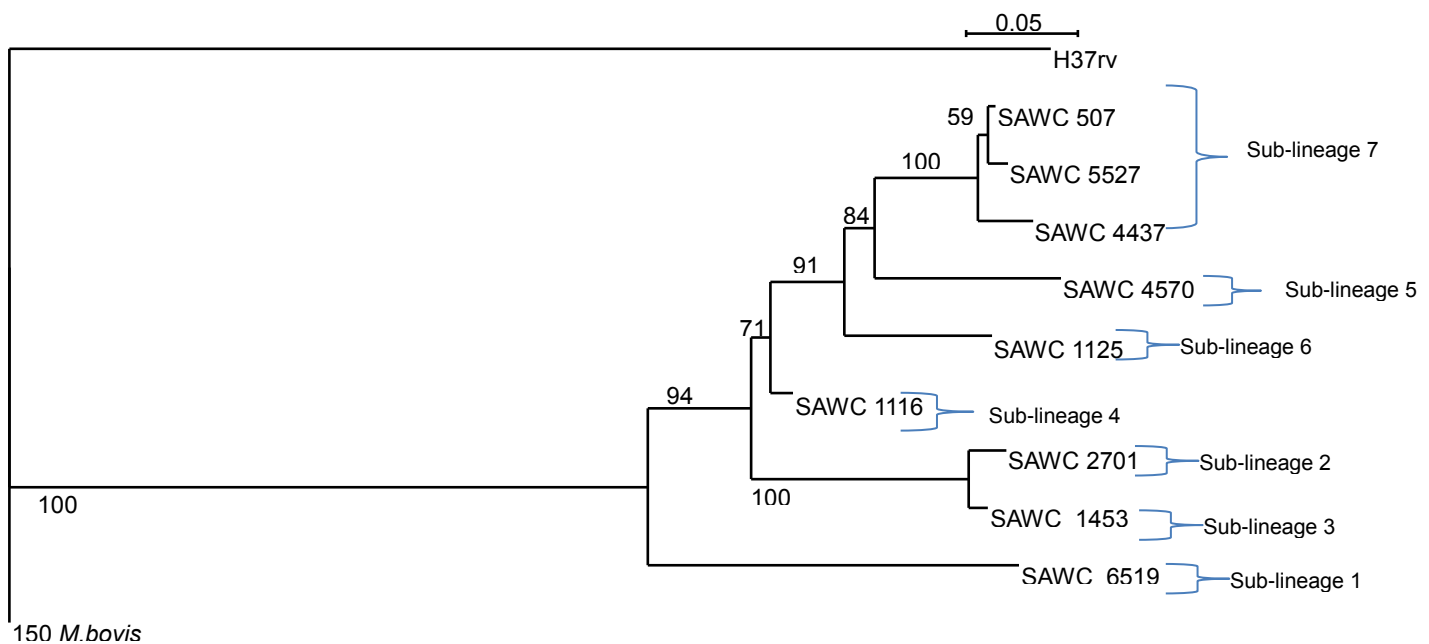 0.05
H37rv
59
SAWC 507
100
SAWC 5527
Sub-lineage 7
84
SAWC 4437
91
SAWC 4570
Sub-lineage 5
71
SAWC 1125
Sub-lineage 6
94
SAWC 1116
Sub-lineage 4
SAWC 2701
Sub-lineage 2
100
100
SAWC 1453
Sub-lineage 3
SAWC 6519
Sub-lineage 1
150 M.bovis